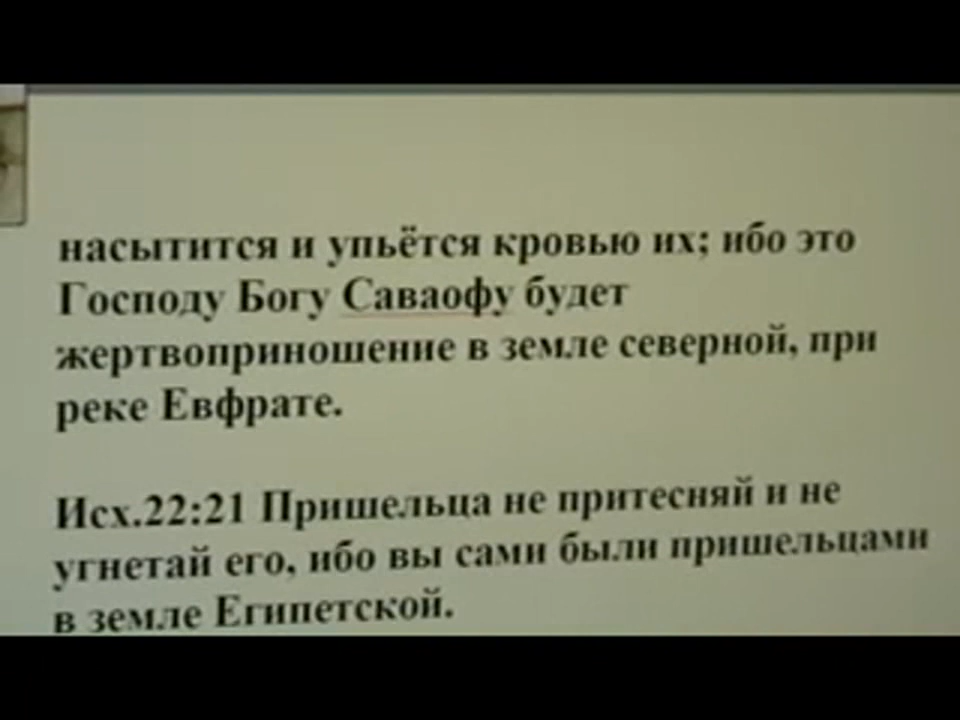 насытится и упьётся кровью их; ибо это
Господу Богу Саваофу будет
жертвоприношение в земле северной, при
реке Евфрате.
Исх.22:21 Пришельца не притесняй и не
угнетай его, ибо вы сами были пришельцами
в земле Египетской.